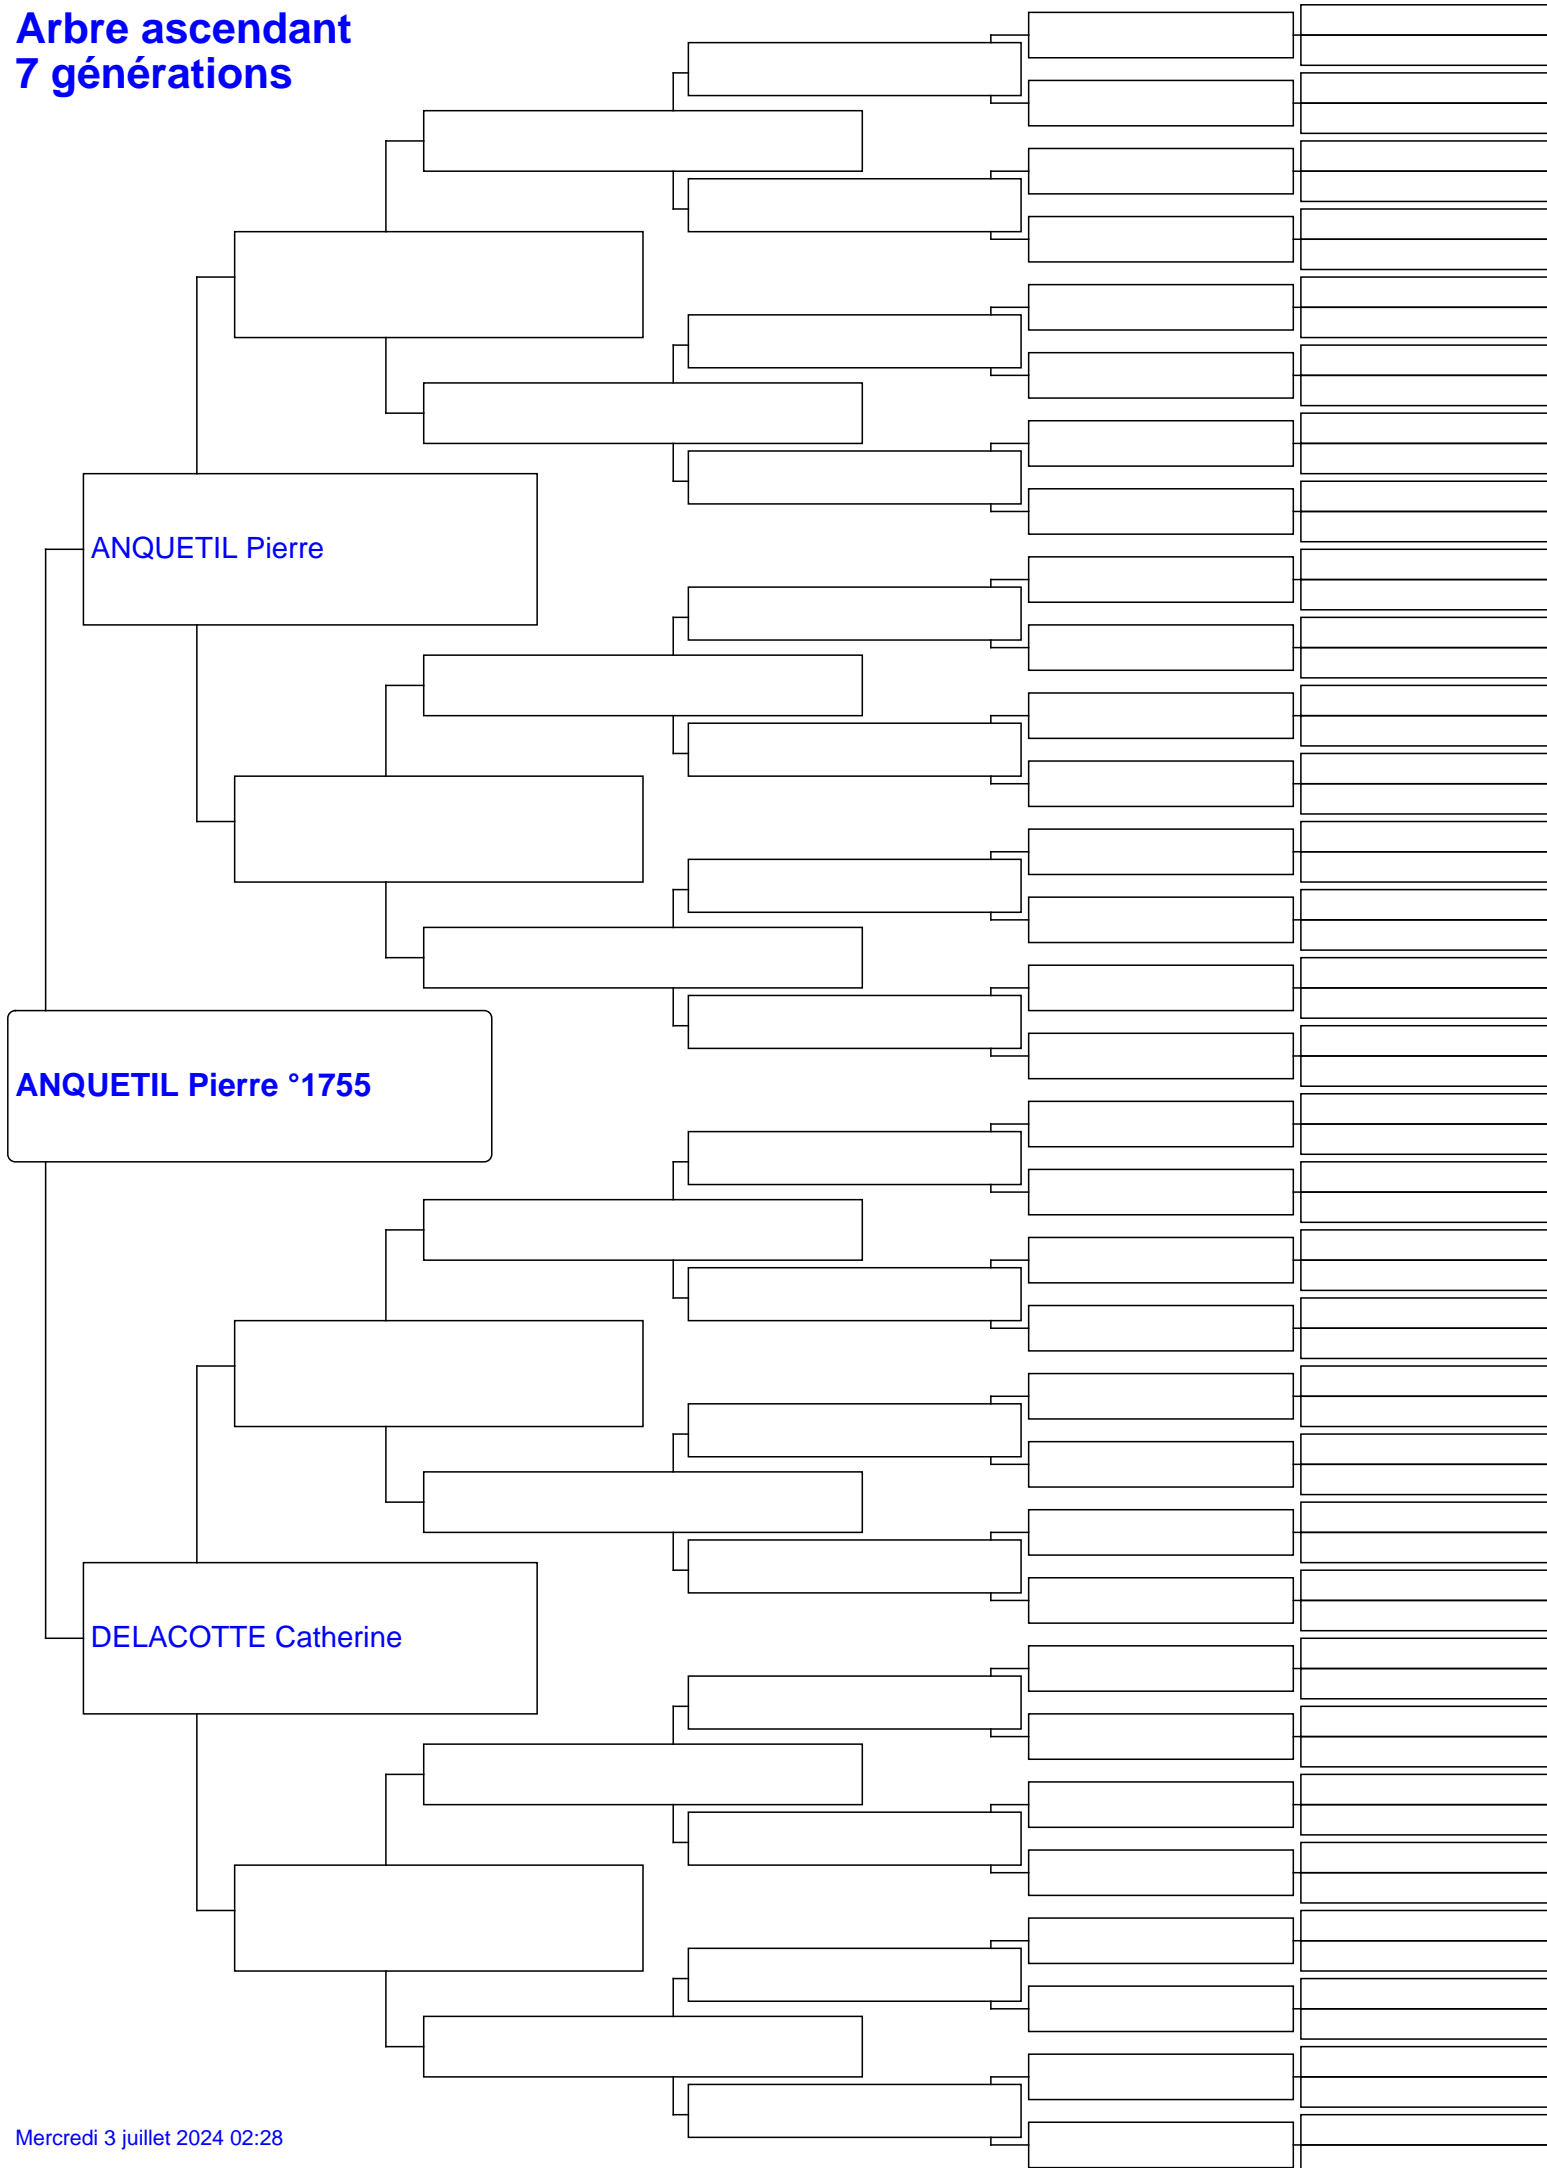 Arbre ascendant
7 générations
ANQUETIL Pierre
ANQUETIL Pierre °1755
DELACOTTE Catherine
Mercredi 3 juillet 2024 02:28